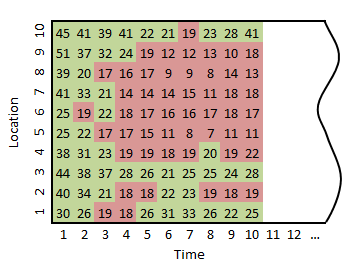 10 45 41 39 41 22 21 19 23 28 41
9 51 37 32 24 19 12 12 13 10 18
8 39 20 17 16 17 9 9 8 14 13
7 41 33 21 14 14 14 15 11 18 18
6 25 19 22 18 17 16 16 17 18 17
5 25 22 17 17 15 11 8 7 11 11
4 38 31 23 19 19 18 19 20 19 22
3 44 38 37 28 26 21 25 25 24 28
2 40 34 21 18 18 22 23 19 18 19
1 30 26 19 18 26 31 33 26 22 25
Location
1 2 3 4 5 6 7 8 9 10 11 12 ...
Time